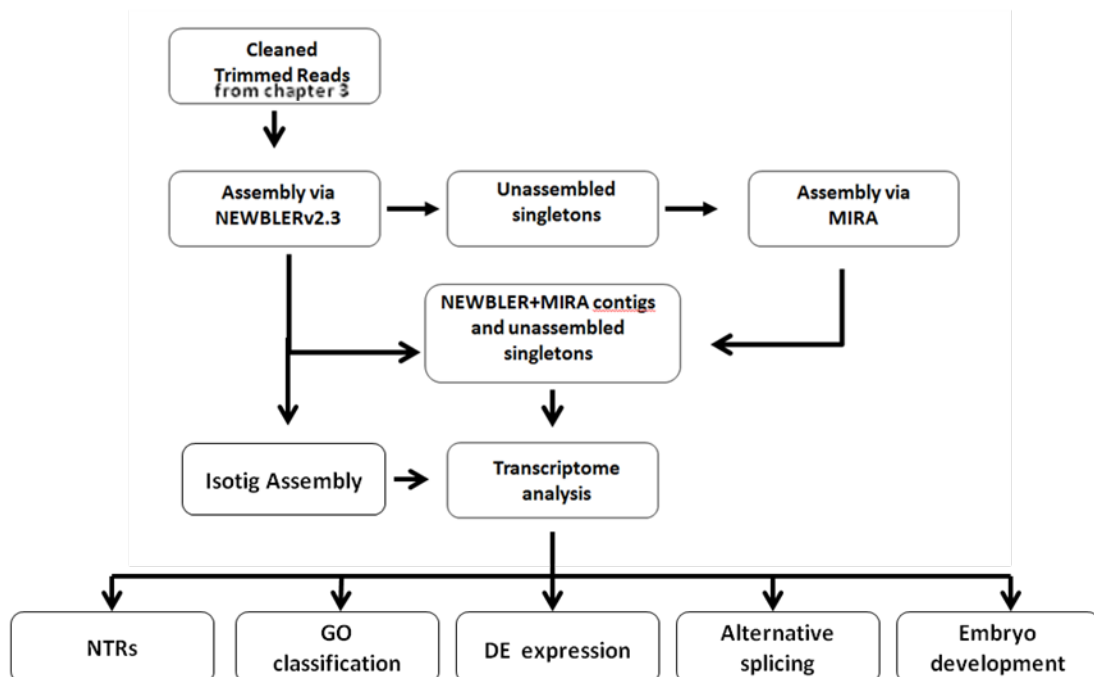 Cleaned
Trimmed Reads
from chapter 3
Assembly via
NEWBLERv2.3
Unassembled
singletons
Assembly via
MIRA
NEWBLER+MIRA contigs
and unassembled
singletons
Isotig Assembly
Transcriptome
analysis
NTRs
GO
classification
DE expression
Alternative
splicing
Embryo
development